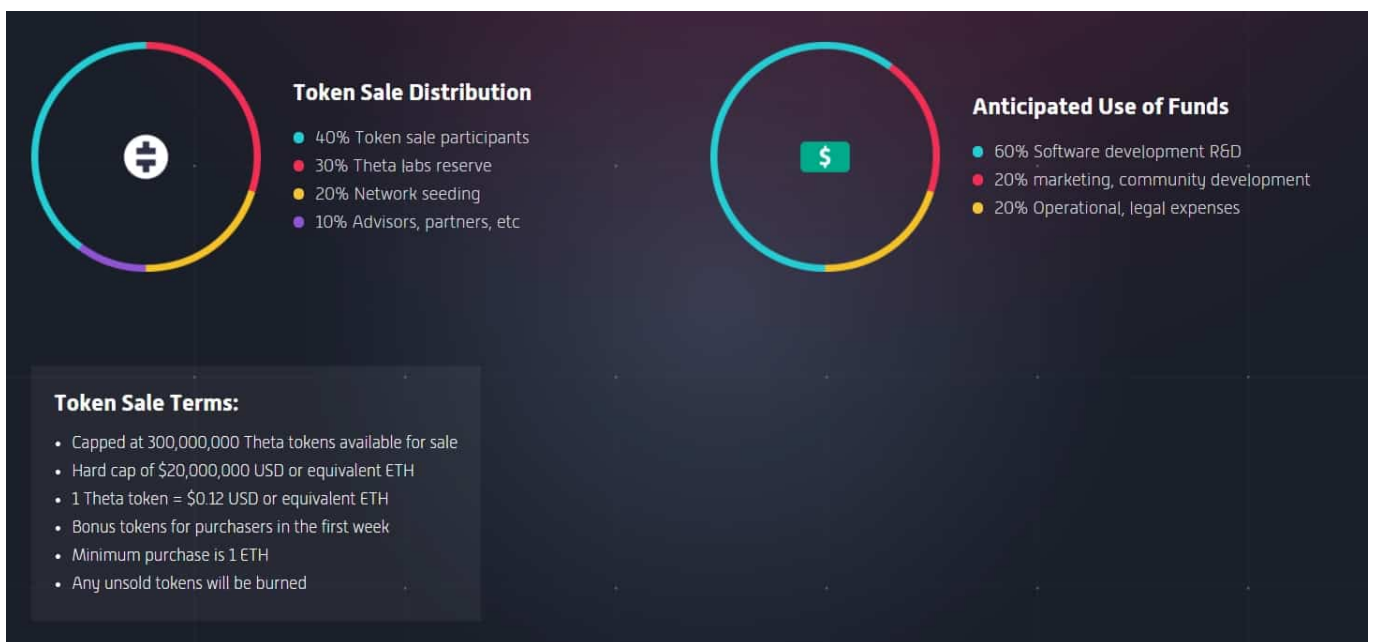 Token Sale Distribution
40% Token sale participants
30% Theta labs reserve
20% Network seeding
10% Advisors, partners, etc
$
Anticipated Use of Funds
60% Software development R&D
20% marketing, community development
20% Operational, legal expenses
Token Sale Terms:
• Capped at 300,000,000 Theta tokens available for sale
• Hard cap of $20,000,000 USD or equivalent ETH
• 1 Theta token = $0.12 USD or equivalent ETH
• Bonus tokens for purchasers in the first week
• Minimum purchase is 1 ETH
• Any unsold tokens will be burned